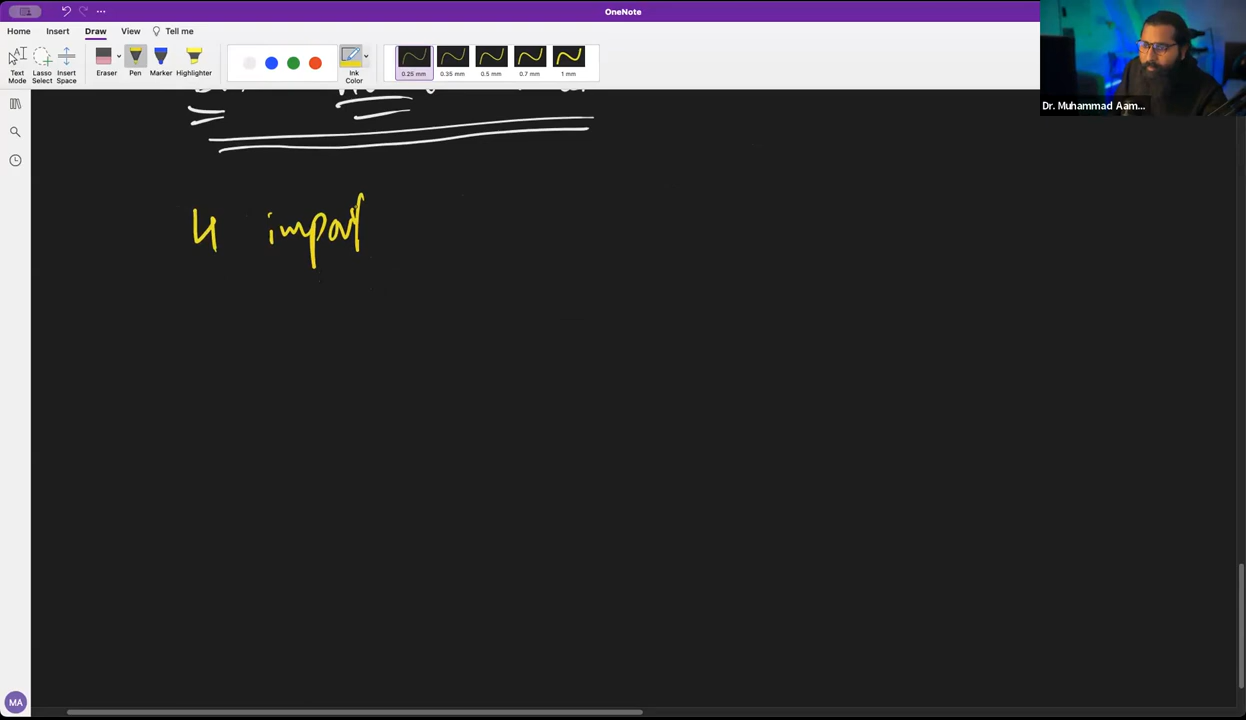 OneNote
Home Insert Draw View Tell me
Text Mode Lasso Select Insert Space Eraser Pen Marker Highlighter Ink Color 0.25 mm 0.35 mm 0.5 mm 0.7 mm 1 mm
Dr. Muhammad Aam...
4 import
MA